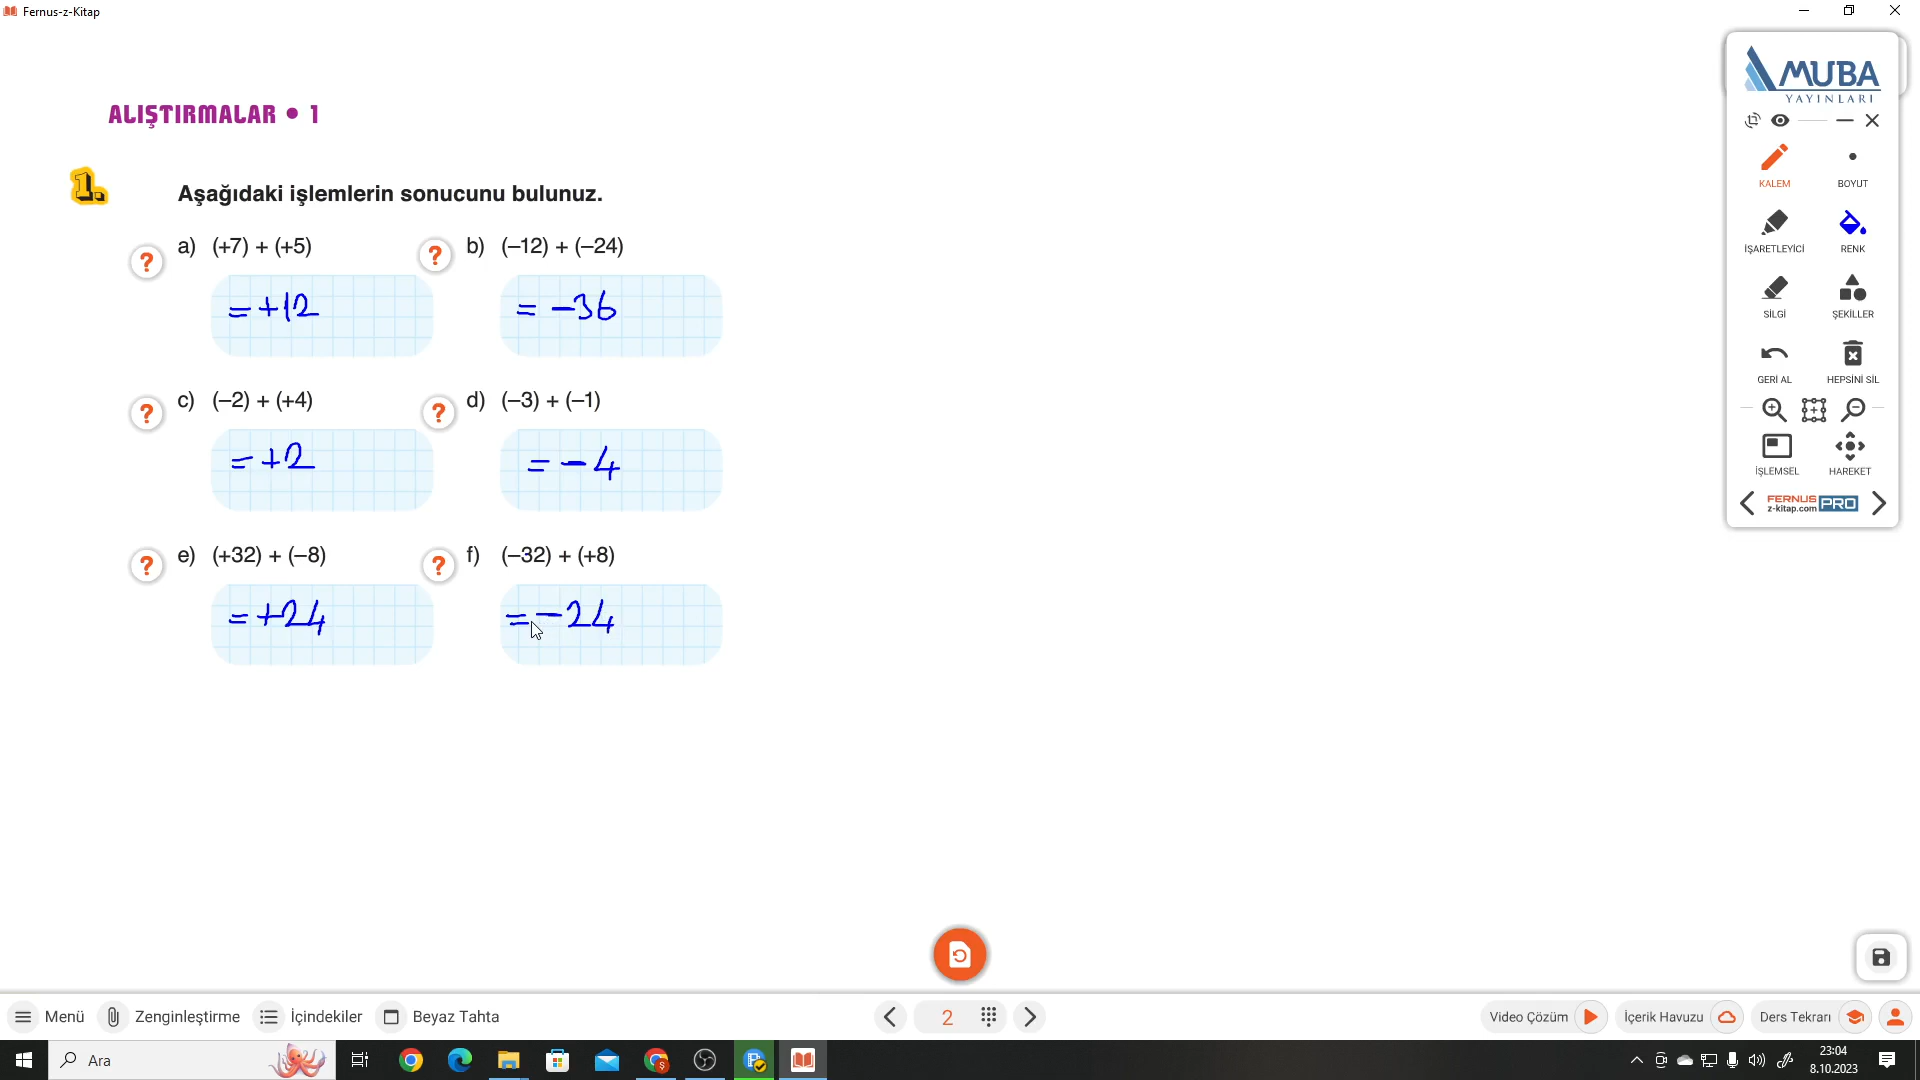 Fernus-z-Kitap
MUBA
YAYINLARI
ALIŞTIRMALAR • 1
1.
Aşağıdaki işlemlerin sonucunu bulunuz.
? a) (+7) + (+5)
= +12
? b) (–12) + (–24)
= –36
? c) (–2) + (+4)
= +2
? d) (–3) + (–1)
= –4
? e) (+32) + (–8)
= +24
? f) (–32) + (+8)
= –24
KALEM
BOYUT
İŞARETLEYİCİ
RENK
SİLGİ
ŞEKİLLER
GERİ AL
HEPSİNİ SİL
İŞLEMSEL
HAREKET
FERNUS PRO
z-kitap.com
Menü
Zenginleştirme
İçindekiler
Beyaz Tahta
2
Video Çözüm
İçerik Havuzu
Ders Tekrarı
Ara
23:04
8.10.2023